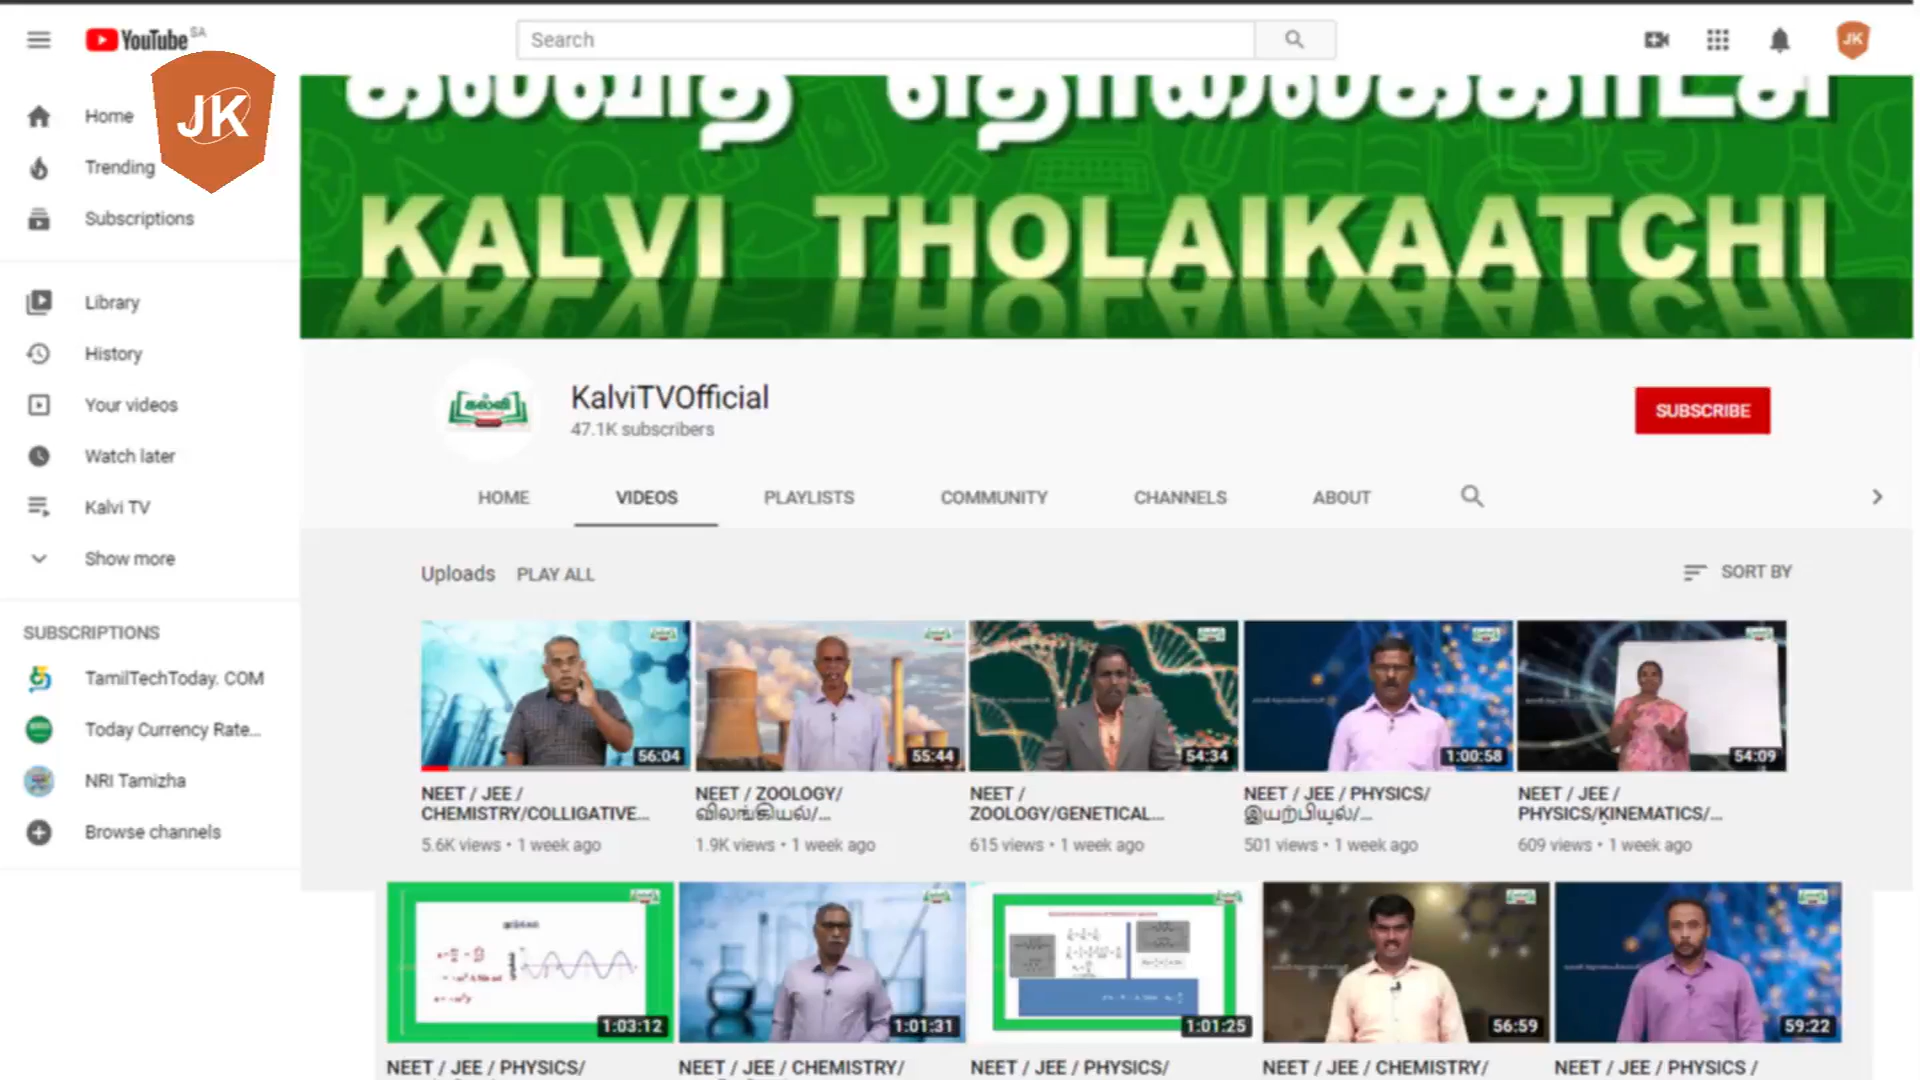 YouTube SA
Search
JK
JK
Home
Trending
Subscriptions
Library
History
Your videos
Watch later
Kalvi TV
Show more
SUBSCRIPTIONS
TamilTechToday. COM
Today Currency Rate...
NRI Tamizha
Browse channels
KALVI THOLAIKAATCHI
கல்வி
KalviTVOfficial
47.1K subscribers
SUBSCRIBE
HOME VIDEOS PLAYLISTS COMMUNITY CHANNELS ABOUT
Uploads PLAY ALL
SORT BY
56:04 55:44 54:34 1:00:58 54:09
NEET / JEE /
CHEMISTRY/COLLIGATIVE...
5.6K views • 1 week ago
NEET / ZOOLOGY/
விலங்கியல்/...
1.9K views • 1 week ago
NEET /
ZOOLOGY/GENETICAL...
615 views • 1 week ago
NEET / JEE / PHYSICS/
இயற்பியல்/...
501 views • 1 week ago
NEET / JEE /
PHYSICS/KINEMATICS/...
609 views • 1 week ago
1:03:12 1:01:31 1:01:25 56:59 59:22
NEET / JEE / PHYSICS/
NEET / JEE / CHEMISTRY/
NEET / JEE / PHYSICS/
NEET / JEE / CHEMISTRY/
NEET / JEE / PHYSICS /